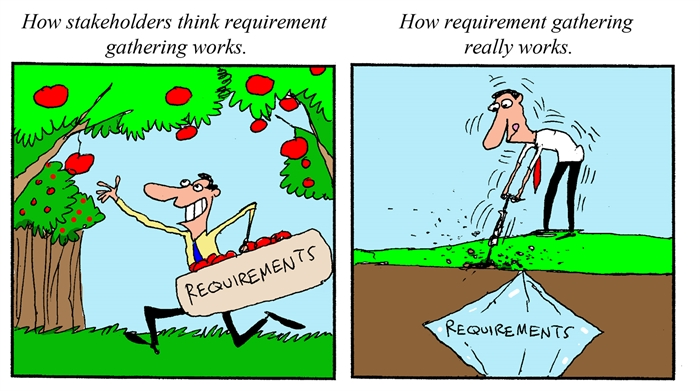 How stakeholders think requirement
gathering works.
REQUIREMENTS
How requirement gathering
really works.
REQUIREMENTS